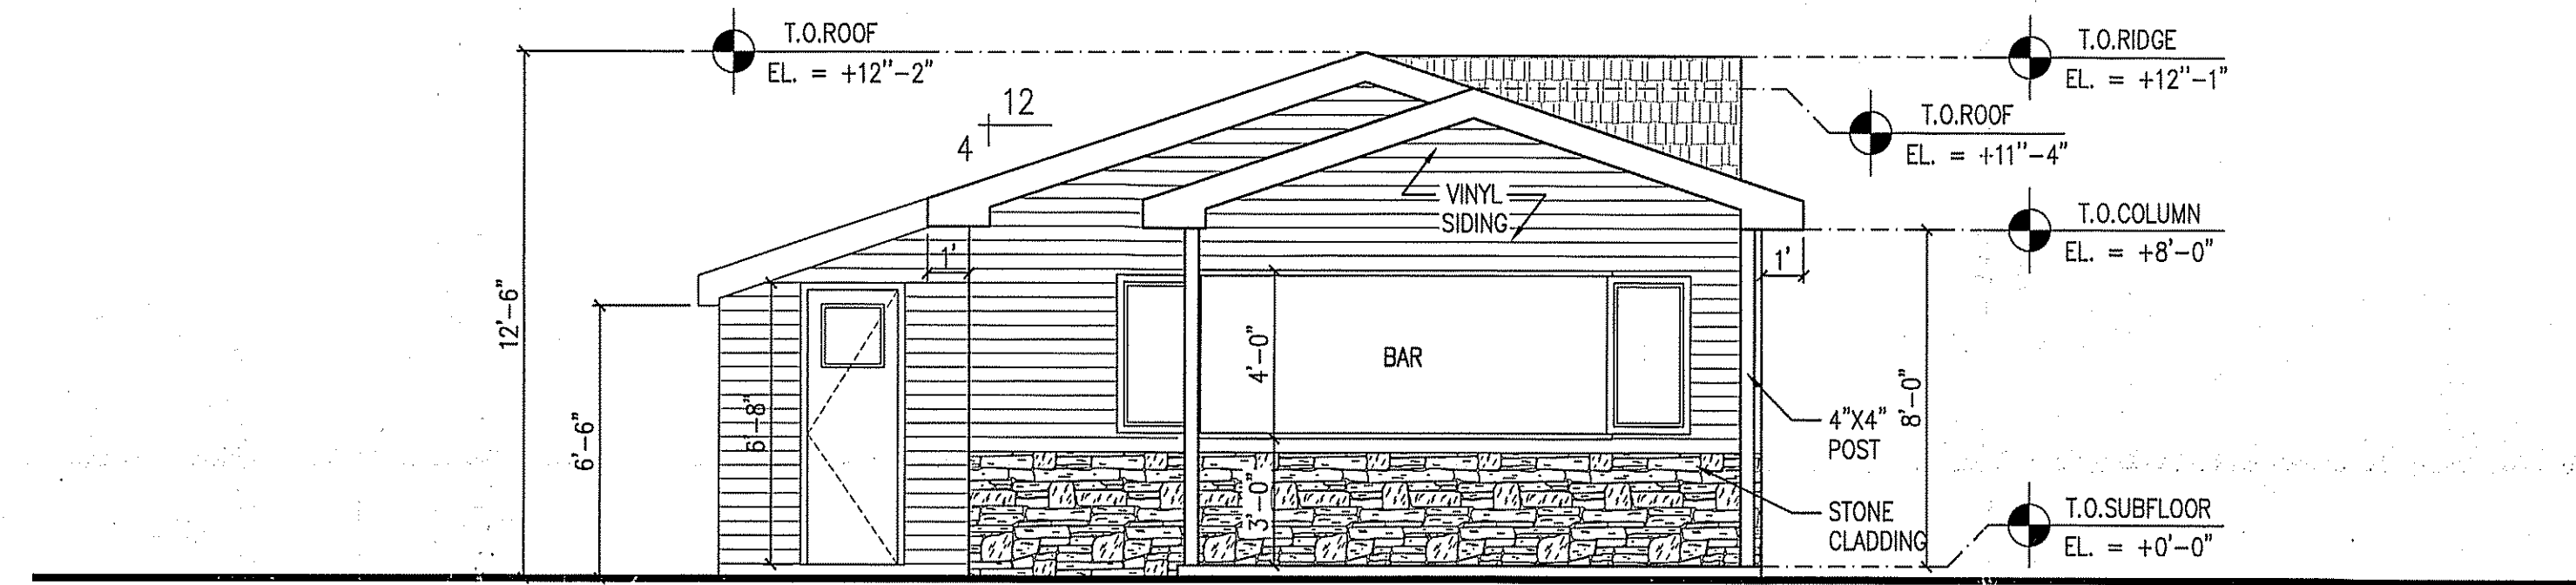 T.O.ROOF
EL. = +12"-2"
T.O.RIDGE
EL. = +12"-1"
12
4
T.O.ROOF
EL. = +11"-4"
VINYL
SIDING
T.O.COLUMN
EL. = +8'-0"
1'
1'
12'-6"
6'-6"
6'-8"
4'-0"
BAR
8'-0"
4"X4"
POST
3'-0"
STONE
CLADDING
T.O.SUBFLOOR
EL. = +0'-0"